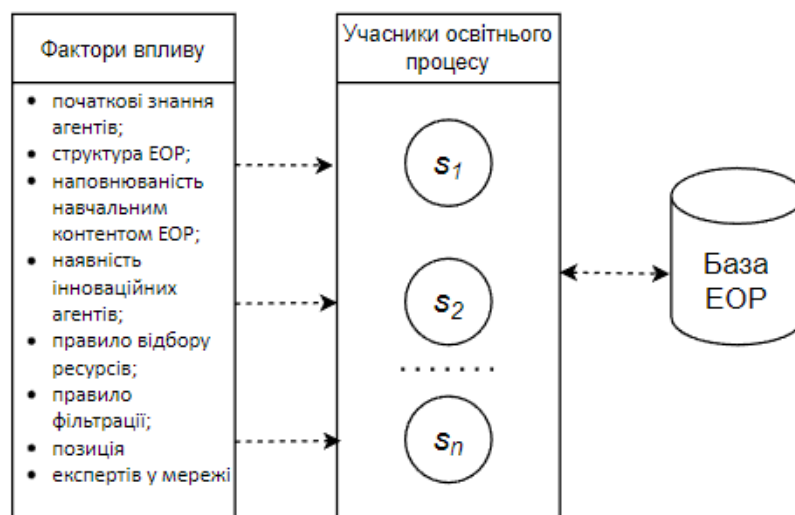 Фактори впливу
• початкові знання
агентів;
• структура ЕОР;
• наповнюваність
навчальним
контентом ЕОР;
• наявність
інноваційних
агентів;
• правило відбору
ресурсів;
• правило
фільтрації;
• позиція
• експертів у мережі
Учасники освітнього
процесу
s1
s2
.......
sn
База
ЕОР